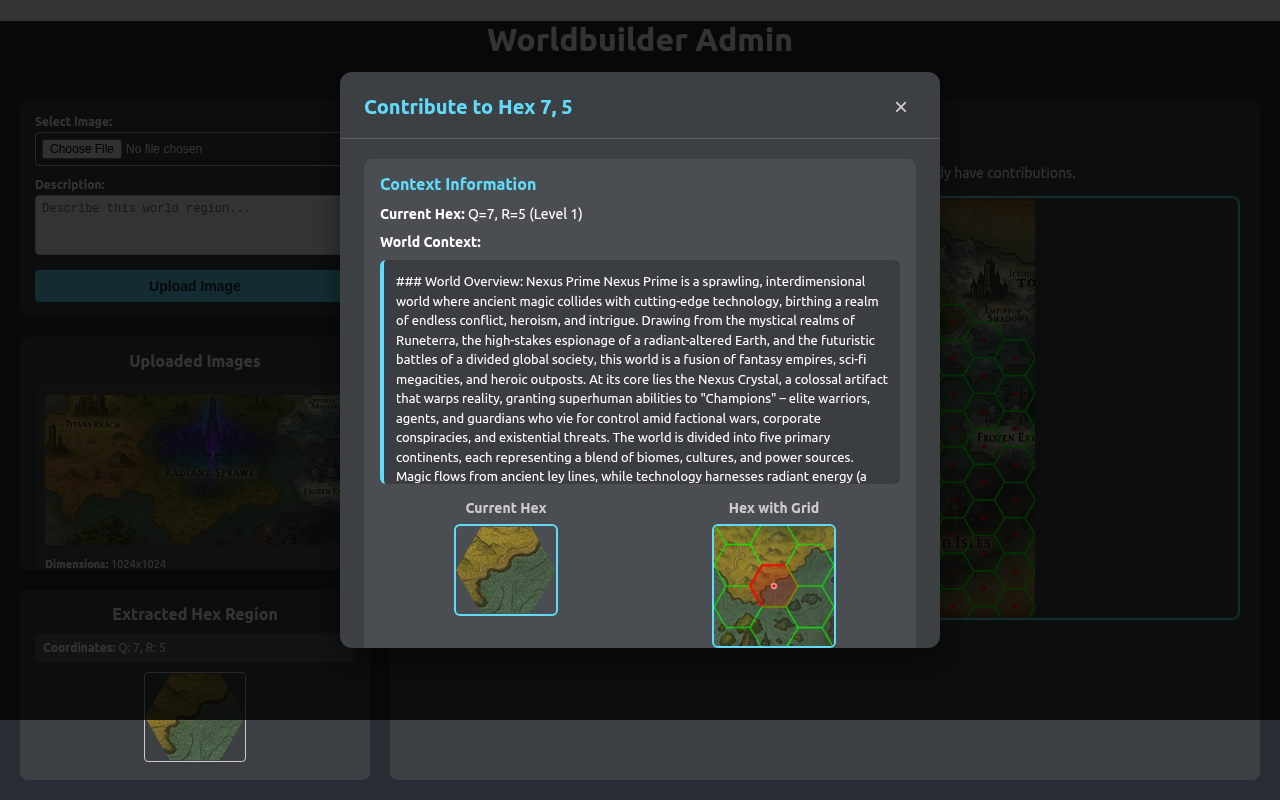 Worldbuilder Admin
Contribute to Hex 7, 5
×
Select Image:
Choose File No file chosen
Description:
Describe this world region...
Upload Image
dy have contributions.
Context Information
Current Hex: Q=7, R=5 (Level 1)
World Context:
### World Overview: Nexus Prime Nexus Prime is a sprawling, interdimensional
world where ancient magic collides with cutting-edge technology, birthing a realm
of endless conflict, heroism, and intrigue. Drawing from the mystical realms of
Runeterra, the high-stakes espionage of a radiant-altered Earth, and the futuristic
battles of a divided global society, this world is a fusion of fantasy empires, sci-fi
megacities, and heroic outposts. At its core lies the Nexus Crystal, a colossal artifact
that warps reality, granting superhuman abilities to "Champions" – elite warriors,
agents, and guardians who vie for control amid factional wars, corporate
conspiracies, and existential threats. The world is divided into five primary
continents, each representing a blend of biomes, cultures, and power sources.
Magic flows from ancient ley lines, while technology harnesses radiant energy (a
Current Hex
Hex with Grid
Uploaded Images
Titan's Reach
Radiant Sprawl
Frozen Ex
Dimensions: 1024x1024
Extracted Hex Region
Coordinates: Q: 7, R: 5
Empire of
Shadows
Frozen Exp
D Isles